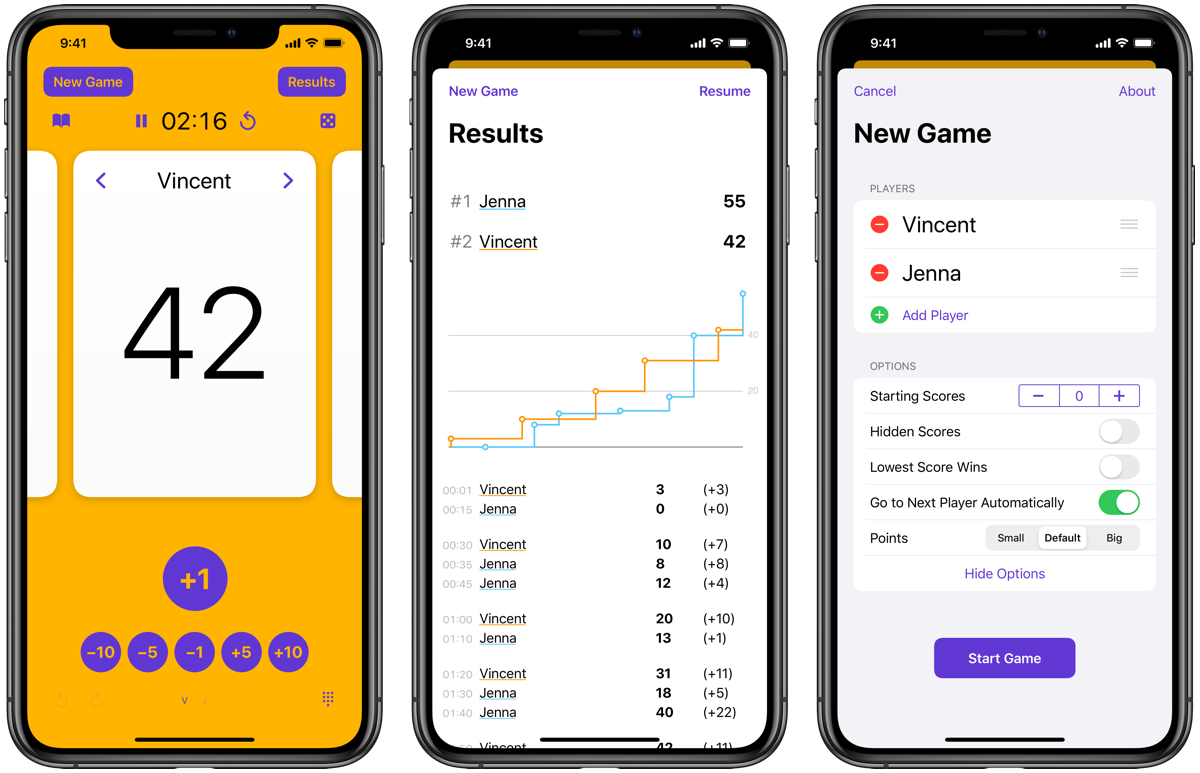 9:41
New Game Results
02:16
Vincent
42
+1
−10 −5 −1 +5 +10
V J
9:41
New Game Resume
Results
#1 Jenna 55
#2 Vincent 42
40
20
00:01 Vincent 3 (+3)
00:15 Jenna 0 (+0)
00:30 Vincent 10 (+7)
00:35 Jenna 8 (+8)
00:45 Jenna 12 (+4)
01:00 Vincent 20 (+10)
01:10 Jenna 13 (+1)
01:20 Vincent 31 (+11)
01:30 Jenna 18 (+5)
01:40 Jenna 40 (+22)
Vincent 42 (+11)
9:41
Cancel About
New Game
PLAYERS
Vincent
Jenna
Add Player
OPTIONS
Starting Scores − 0 +
Hidden Scores
Lowest Score Wins
Go to Next Player Automatically
Points Small Default Big
Hide Options
Start Game